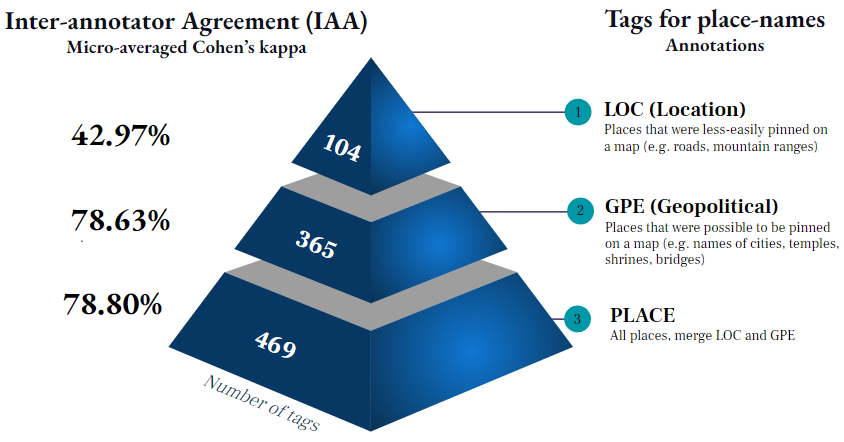 Inter-annotator Agreement (IAA)
Micro-averaged Cohen's kappa
42.97%
78.63%
78.80%
104
365
469
Number of tags
Tags for place-names
Annotations
1
LOC (Location)
Places that were less-easily pinned on
a map (e.g. roads, mountain ranges)
2
GPE (Geopolitical)
Places that were possible to be pinned
on a map (e.g. names of cities, temples,
shrines, bridges)
3
PLACE
All places, merge LOC and GPE